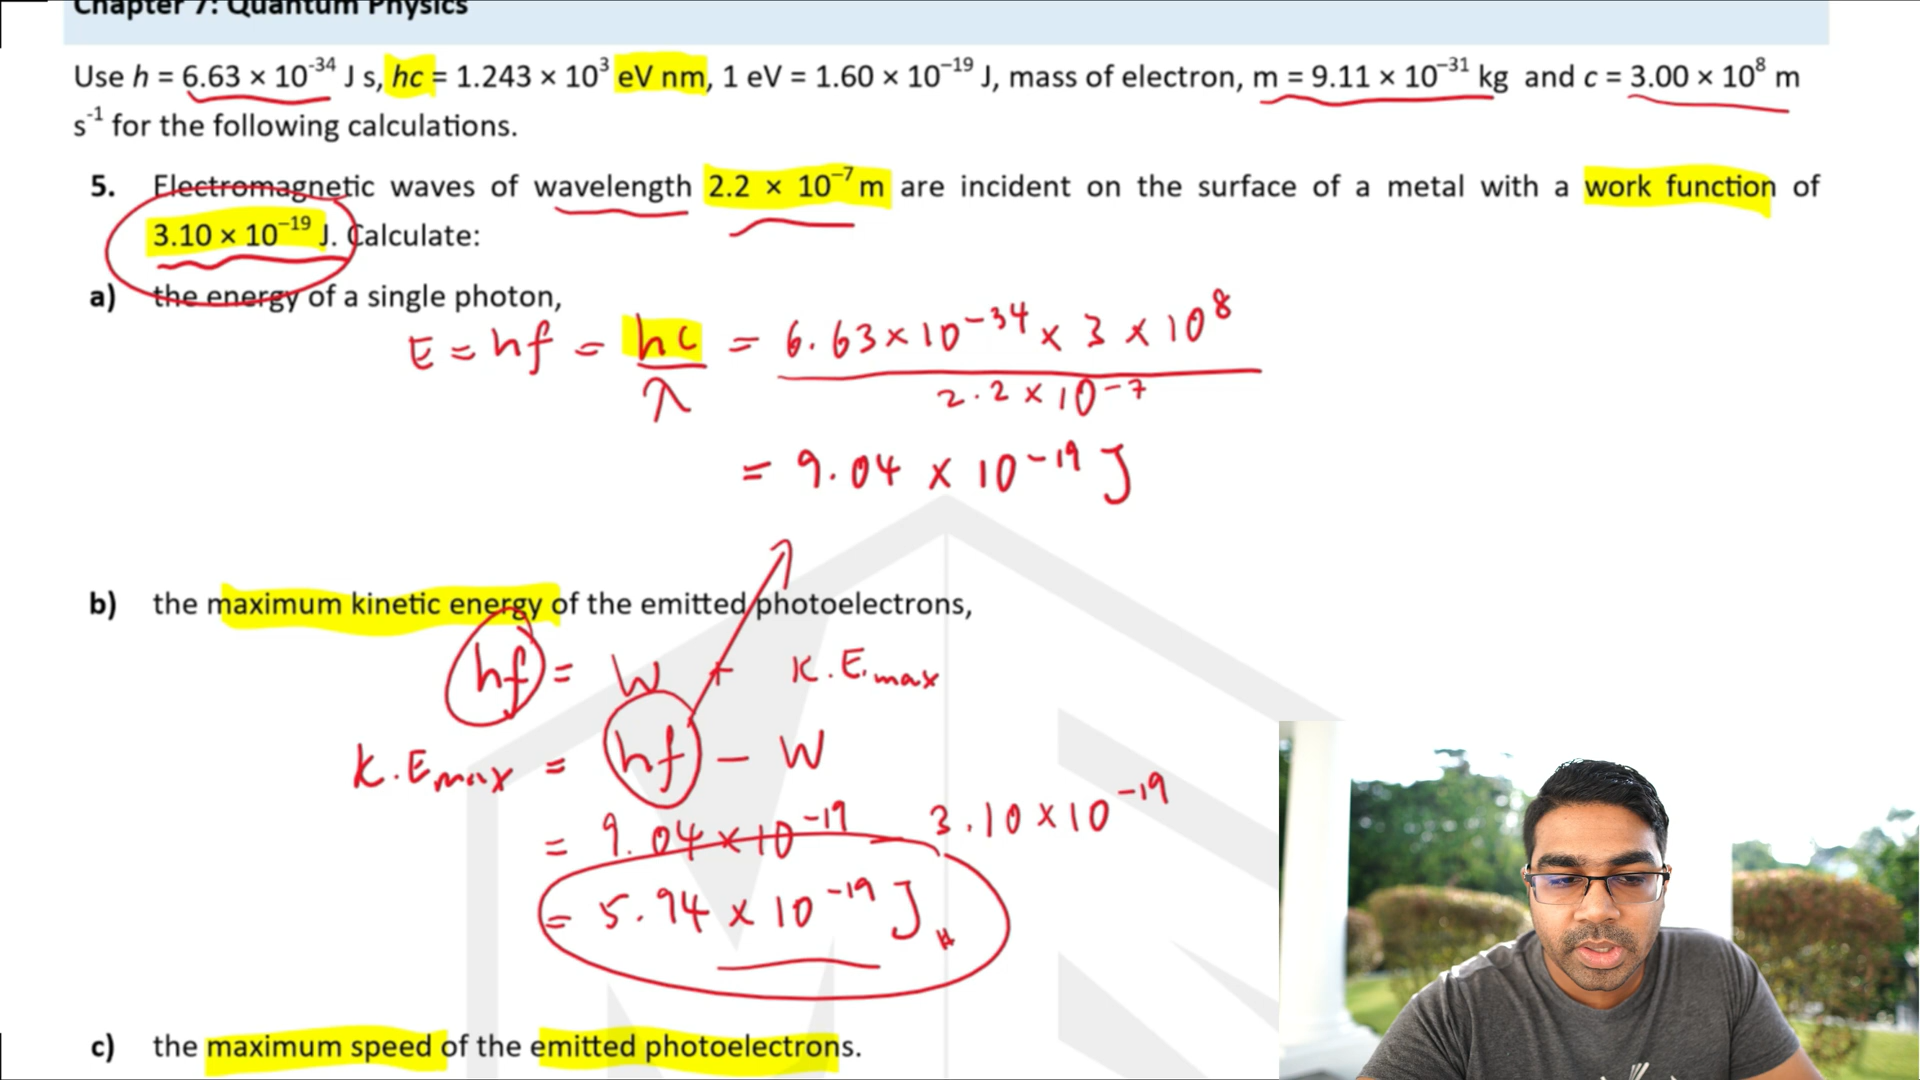 Chapter 7: Quantum Physics
Use h = 6.63 × 10⁻³⁴ J s, hc = 1.243 × 10³ eV nm, 1 eV = 1.60 × 10⁻¹⁹ J, mass of electron, m = 9.11 × 10⁻³¹ kg and c = 3.00 × 10⁸ m
s⁻¹ for the following calculations.
5. Electromagnetic waves of wavelength 2.2 × 10⁻⁷ m are incident on the surface of a metal with a work function of
3.10 × 10⁻¹⁹ J. Calculate:
a) the energy of a single photon,
E = hf = hc/λ = 6.63 × 10⁻³⁴ × 3 × 10⁸ / 2.2 × 10⁻⁷
= 9.04 × 10⁻¹⁹ J
b) the maximum kinetic energy of the emitted photoelectrons,
hf = W + K.E.max
K.Emax = hf − W
= 9.04 × 10⁻¹⁹ − 3.10 × 10⁻¹⁹
= 5.94 × 10⁻¹⁹ J
c) the maximum speed of the emitted photoelectrons.